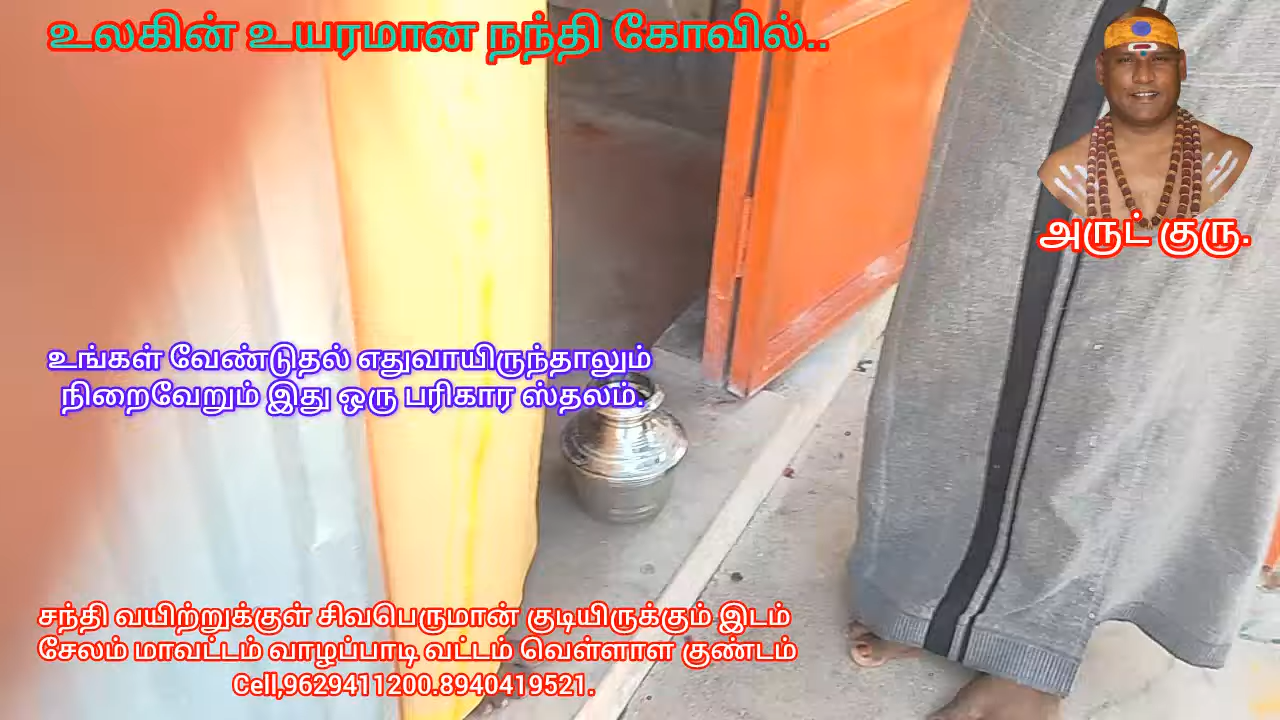 உலகின் உயரமான நந்தி கோவில்..
அருட் குரு.
உங்கள் வேண்டுதல் எதுவாயிருந்தாலும்
நிறைவேறும் இது ஒரு பரிகார ஸ்தலம்.
சந்தி வயிற்றுக்குள் சிவபெருமான் குடியிருக்கும் இடம்
சேலம் மாவட்டம் வாழப்பாடி வட்டம் வெள்ளாள குண்டம்
Cell,9629411200.8940419521.